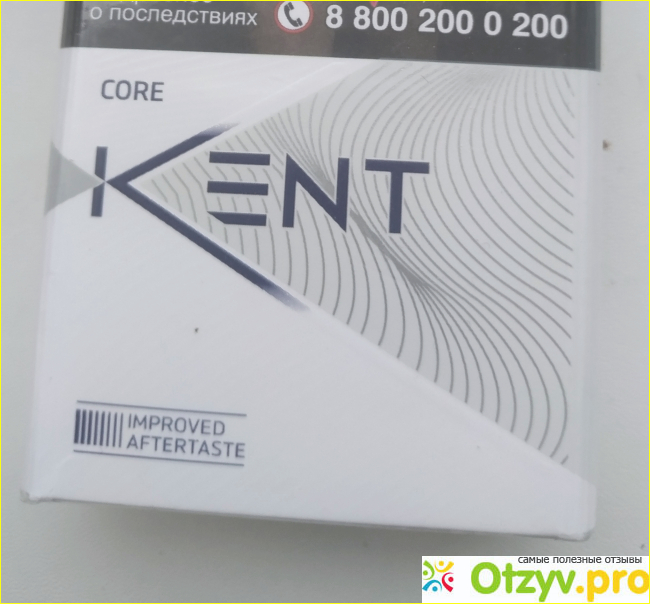 о последствиях
8 800 200 0 200
CORE
KENT
IMPROVED
AFTERTASTE
самые полезные отзывы
Otzyv.pro